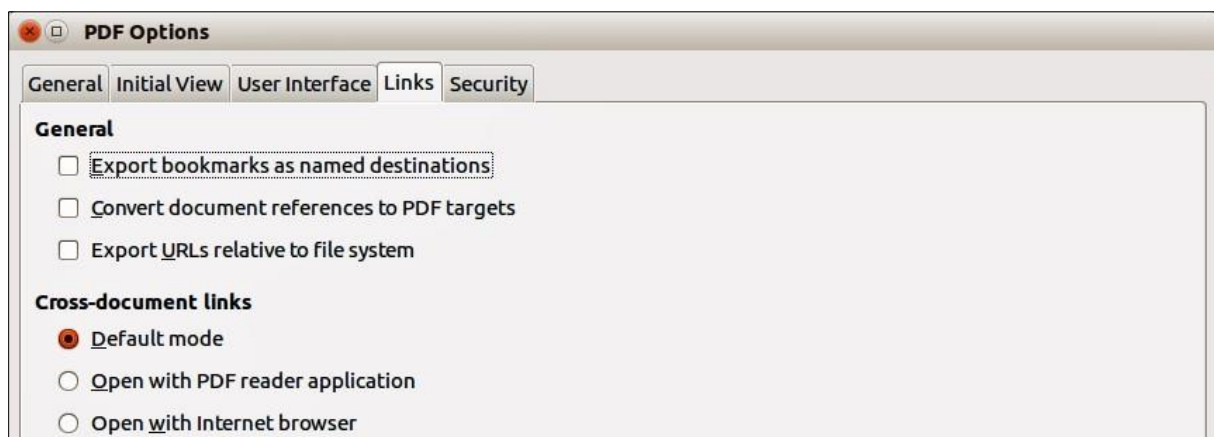 PDF Options
General Initial View User Interface Links Security
General
Export bookmarks as named destinations
Convert document references to PDF targets
Export URLs relative to file system
Cross-document links
Default mode
Open with PDF reader application
Open with Internet browser